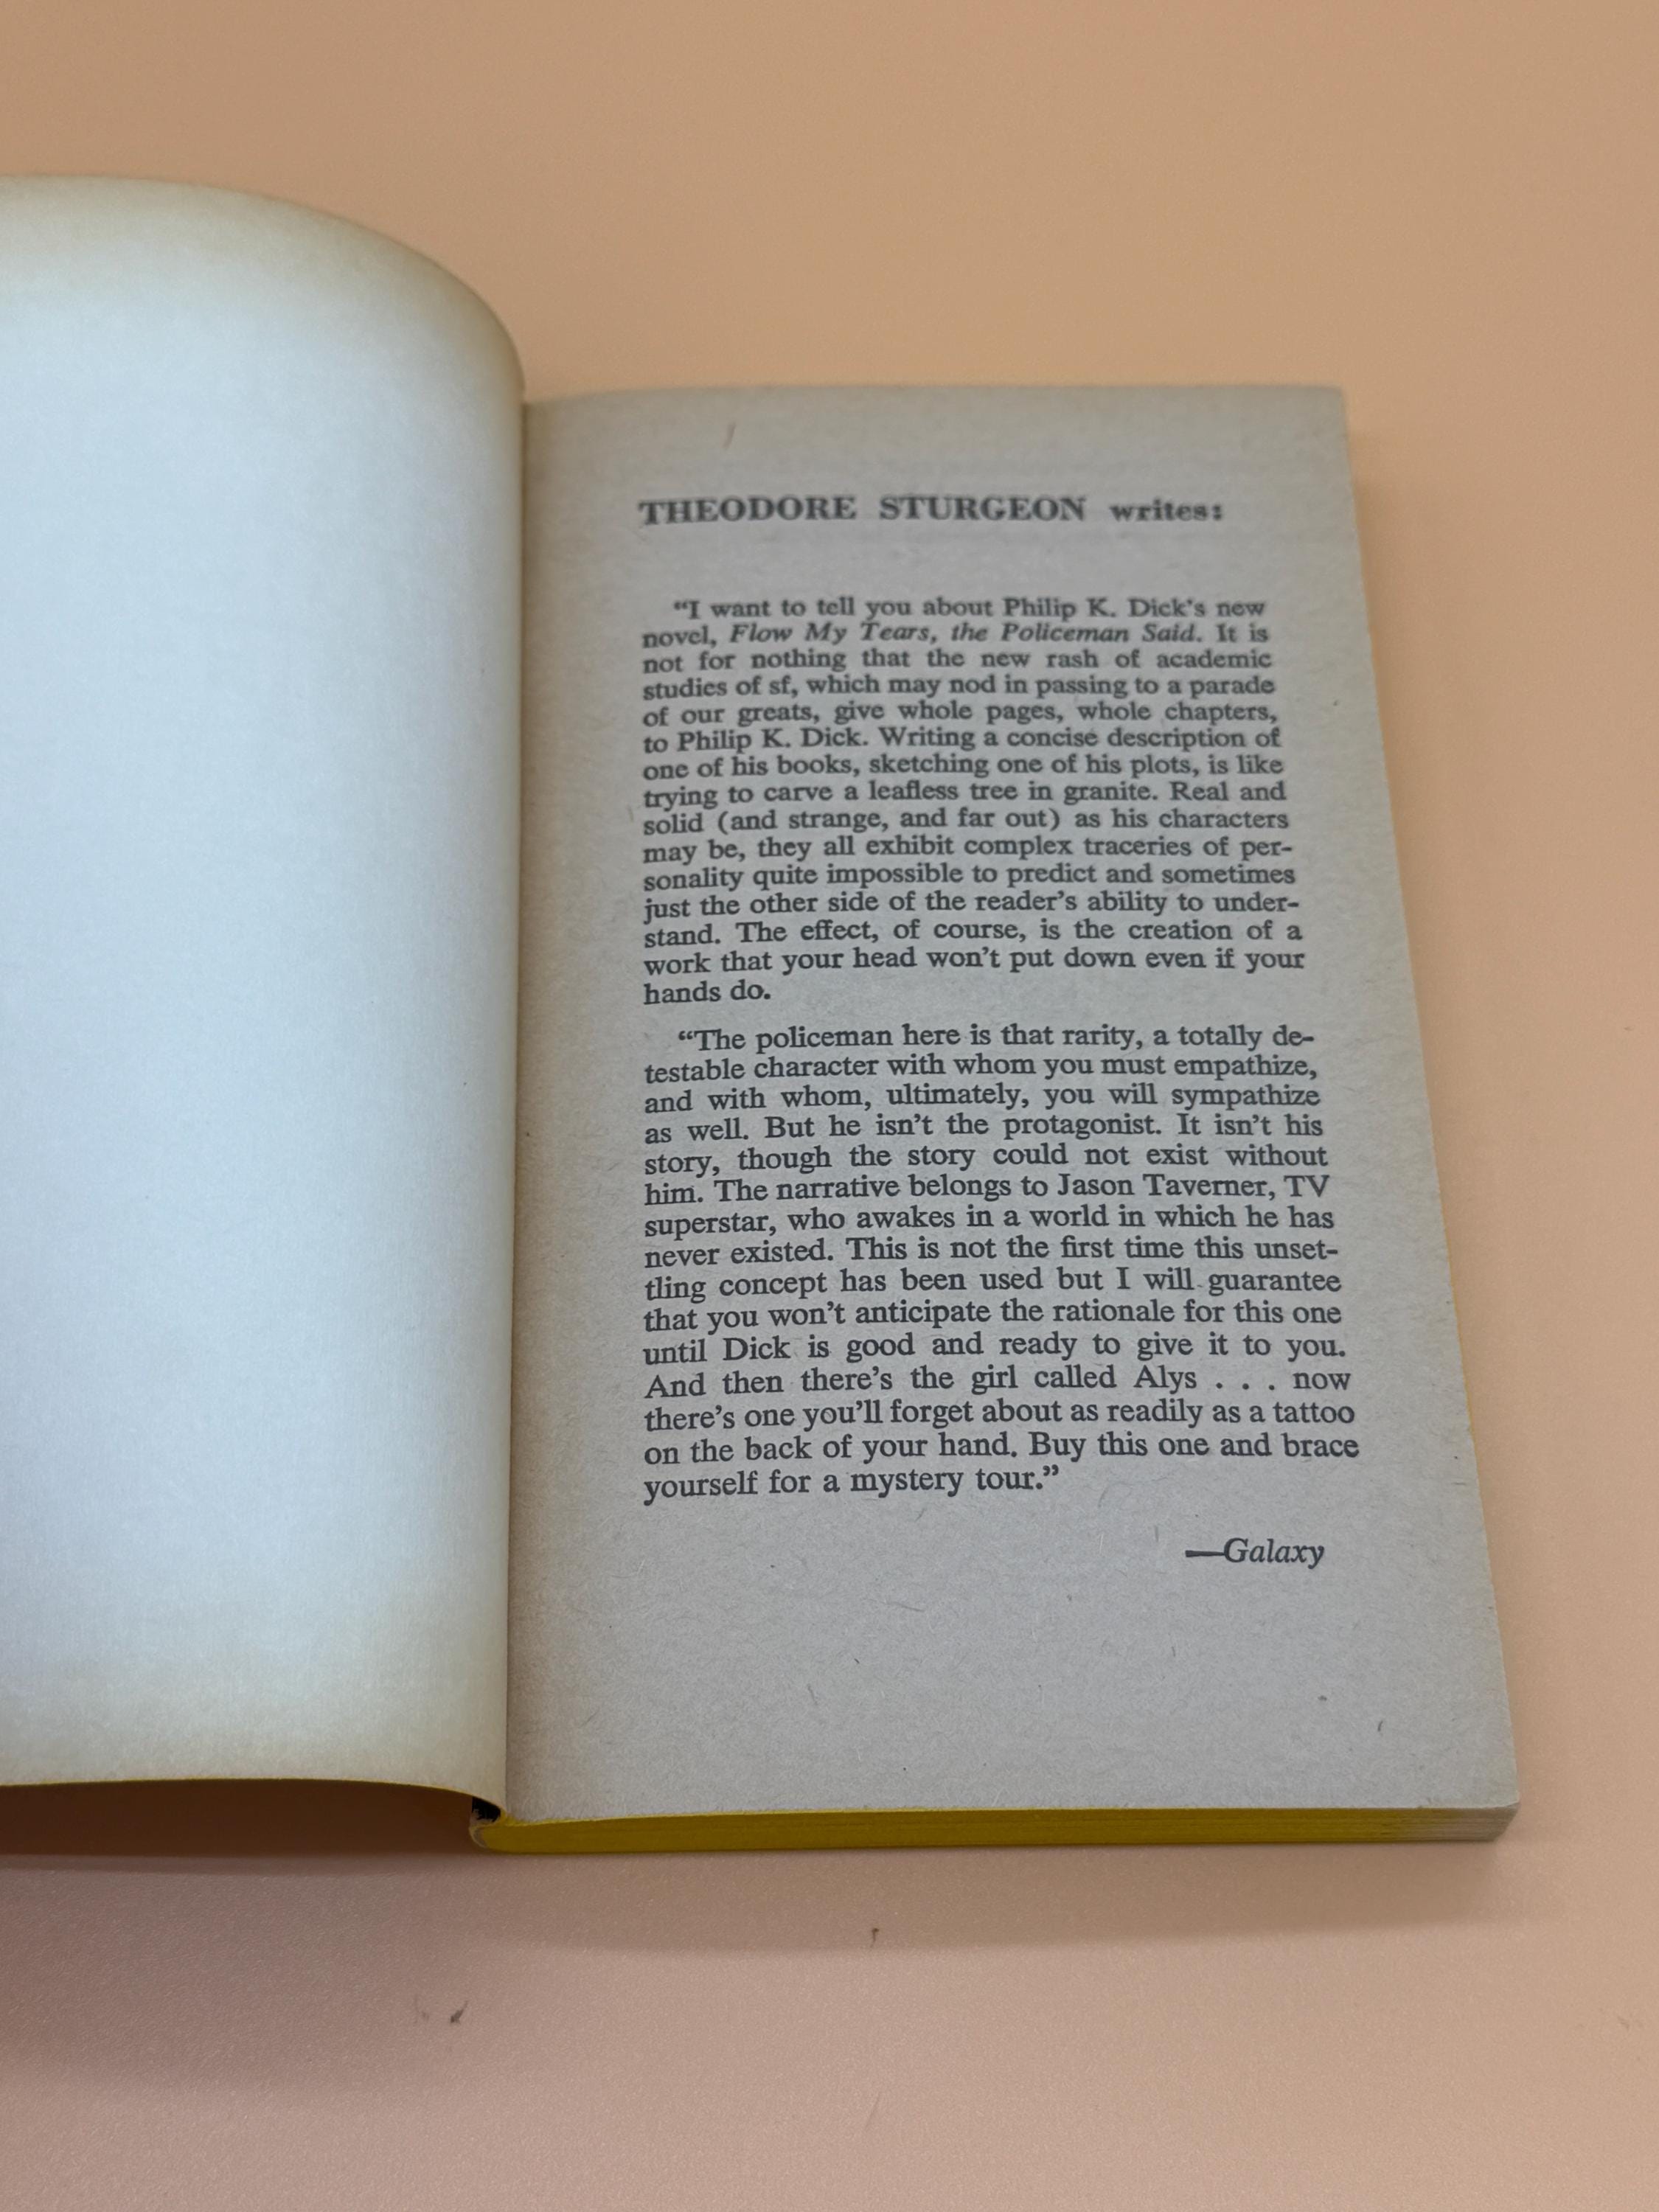 THEODORE STURGEON writes:
“I want to tell you about Philip K. Dick’s new
novel, Flow My Tears, the Policeman Said. It is
not for nothing that the new rash of academic
studies of sf, which may nod in passing to a parade
of our greats, give whole pages, whole chapters,
to Philip K. Dick. Writing a concise description of
one of his books, sketching one of his plots, is like
trying to carve a leafless tree in granite. Real and
solid (and strange, and far out) as his characters
may be, they all exhibit complex traceries of per-
sonality quite impossible to predict and sometimes
just the other side of the reader’s ability to under-
stand. The effect, of course, is the creation of a
work that your head won’t put down even if your
hands do.
“The policeman here is that rarity, a totally de-
testable character with whom you must empathize,
and with whom, ultimately, you will sympathize
as well. But he isn’t the protagonist. It isn’t his
story, though the story could not exist without
him. The narrative belongs to Jason Taverner, TV
superstar, who awakes in a world in which he has
never existed. This is not the first time this unset-
tling concept has been used but I will guarantee
that you won’t anticipate the rationale for this one
until Dick is good and ready to give it to you.
And then there’s the girl called Alys . . . now
there’s one you’ll forget about as readily as a tattoo
on the back of your hand. Buy this one and brace
yourself for a mystery tour.”
—Galaxy